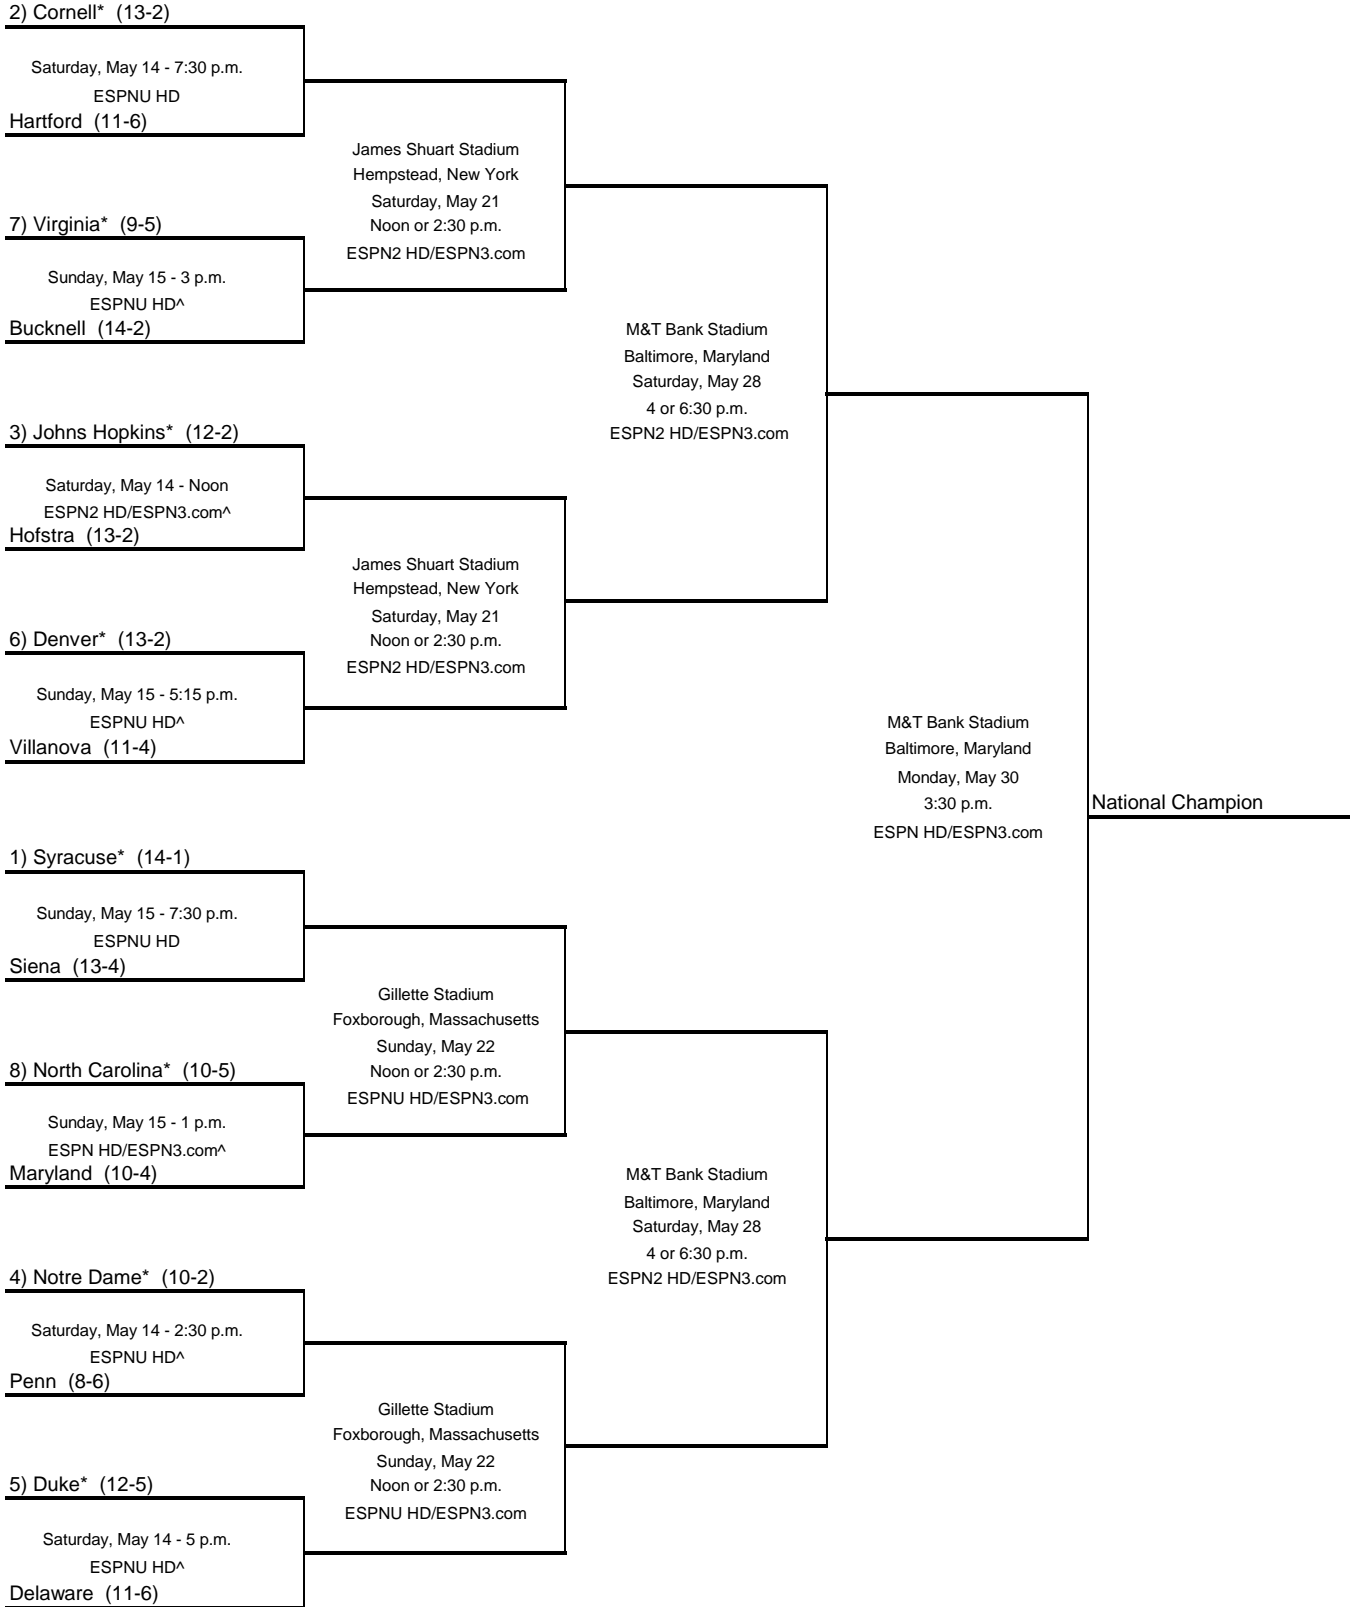 2) Cornell* (13-2)
Saturday, May 14 - 7:30 p.m.
ESPNU HD
Hartford (11-6)
James Shuart Stadium
Hempstead, New York
Saturday, May 21
Noon or 2:30 p.m.
ESPN2 HD/ESPN3.com
7) Virginia* (9-5)
Sunday, May 15 - 3 p.m.
ESPNU HD^
Bucknell (14-2)
M&T Bank Stadium
Baltimore, Maryland
Saturday, May 28
4 or 6:30 p.m.
ESPN2 HD/ESPN3.com
3) Johns Hopkins* (12-2)
Saturday, May 14 - Noon
ESPN2 HD/ESPN3.com^
Hofstra (13-2)
James Shuart Stadium
Hempstead, New York
Saturday, May 21
Noon or 2:30 p.m.
ESPN2 HD/ESPN3.com
6) Denver* (13-2)
Sunday, May 15 - 5:15 p.m.
ESPNU HD^
Villanova (11-4)
M&T Bank Stadium
Baltimore, Maryland
Monday, May 30
3:30 p.m.
ESPN HD/ESPN3.com
National Champion
1) Syracuse* (14-1)
Sunday, May 15 - 7:30 p.m.
ESPNU HD
Siena (13-4)
Gillette Stadium
Foxborough, Massachusetts
Sunday, May 22
Noon or 2:30 p.m.
ESPNU HD/ESPN3.com
8) North Carolina* (10-5)
Sunday, May 15 - 1 p.m.
ESPN HD/ESPN3.com^
Maryland (10-4)
M&T Bank Stadium
Baltimore, Maryland
Saturday, May 28
4 or 6:30 p.m.
ESPN2 HD/ESPN3.com
4) Notre Dame* (10-2)
Saturday, May 14 - 2:30 p.m.
ESPNU HD^
Penn (8-6)
Gillette Stadium
Foxborough, Massachusetts
Sunday, May 22
Noon or 2:30 p.m.
ESPNU HD/ESPN3.com
5) Duke* (12-5)
Saturday, May 14 - 5 p.m.
ESPNU HD^
Delaware (11-6)